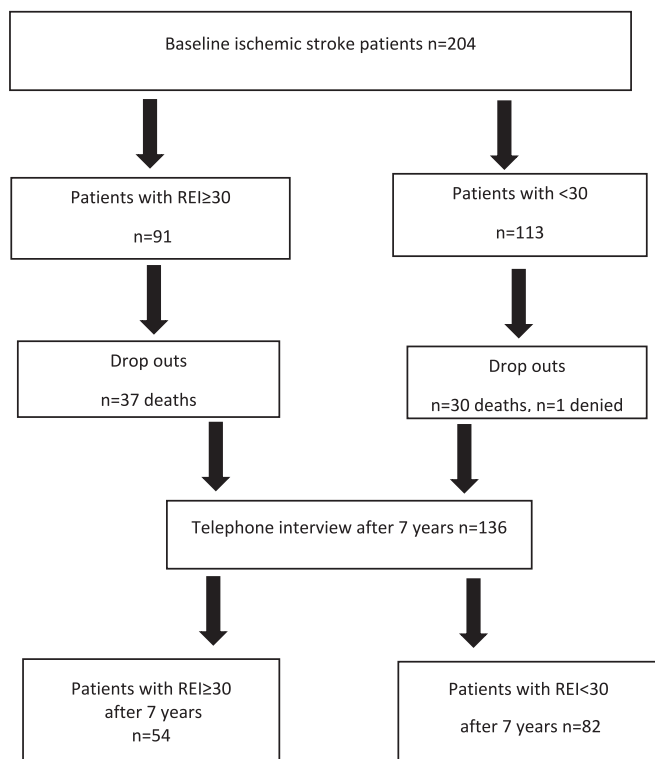 Baseline ischemic stroke patients n=204
Patients with REI≥30
n=91
Patients with <30
n=113
Drop outs
n=37 deaths
Drop outs
n=30 deaths, n=1 denied
Telephone interview after 7 years n=136
Patients with REI≥30
after 7 years
n=54
Patients with REI<30
after 7 years n=82